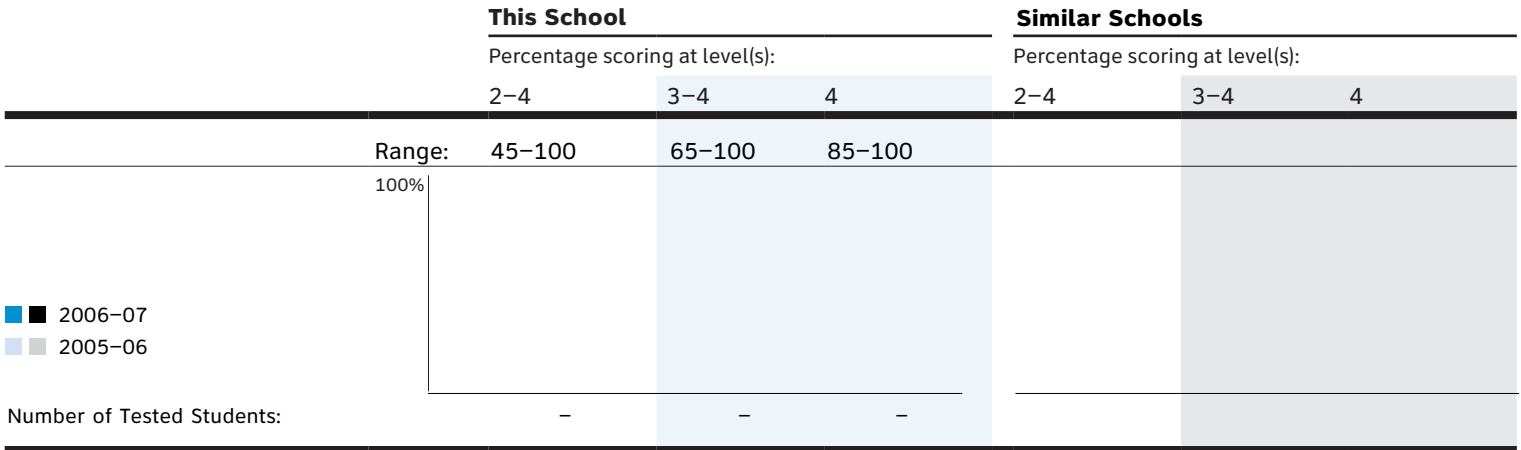 This School Similar Schools
Percentage scoring at level(s): Percentage scoring at level(s):
2–4 3–4 4 2–4 3–4 4
Range: 45–100 65–100 85–100
100%
2006–07
2005–06
Number of Tested Students: – – –